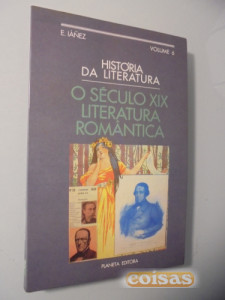 E. IÁÑEZ
VOLUME 6
HISTÓRIA
DA LITERATURA
O SÉCULO XIX
LITERATURA
ROMÂNTICA
PLANETA EDITORA
coisas